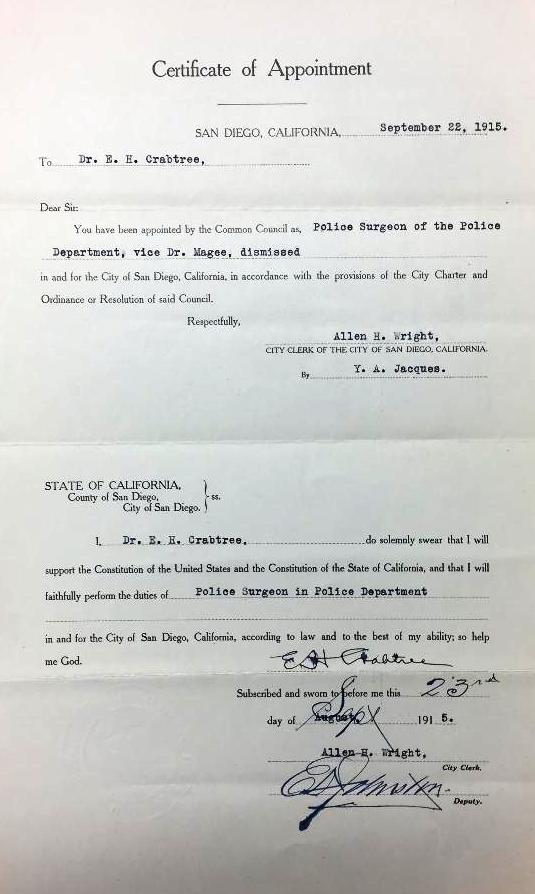 Certificate of Appointment
SAN DIEGO, CALIFORNIA, September 22, 1915.
To Dr. E. H. Crabtree,
Dear Sir:
You have been appointed by the Common Council as, Police Surgeon of the Police
Department, vice Dr. Magee, dismissed
in and for the City of San Diego, California, in accordance with the provisions of the City Charter and
Ordinance or Resolution of said Council.
Respectfully,
Allen H. Wright,
CITY CLERK OF THE CITY OF SAN DIEGO, CALIFORNIA.
By Y. A. Jacques.
STATE OF CALIFORNIA,
County of San Diego, ss.
City of San Diego.
I, Dr. E. H. Crabtree, do solemnly swear that I will
support the Constitution of the United States and the Constitution of the State of California, and that I will
faithfully perform the duties of Police Surgeon in Police Department
in and for the City of San Diego, California, according to law and to the best of my ability; so help
me God. E H Crabtree
Subscribed and sworn to before me this 23rd
day of August Sept 1915.
Allen H. Wright,
City Clerk.
Johnston
Deputy.